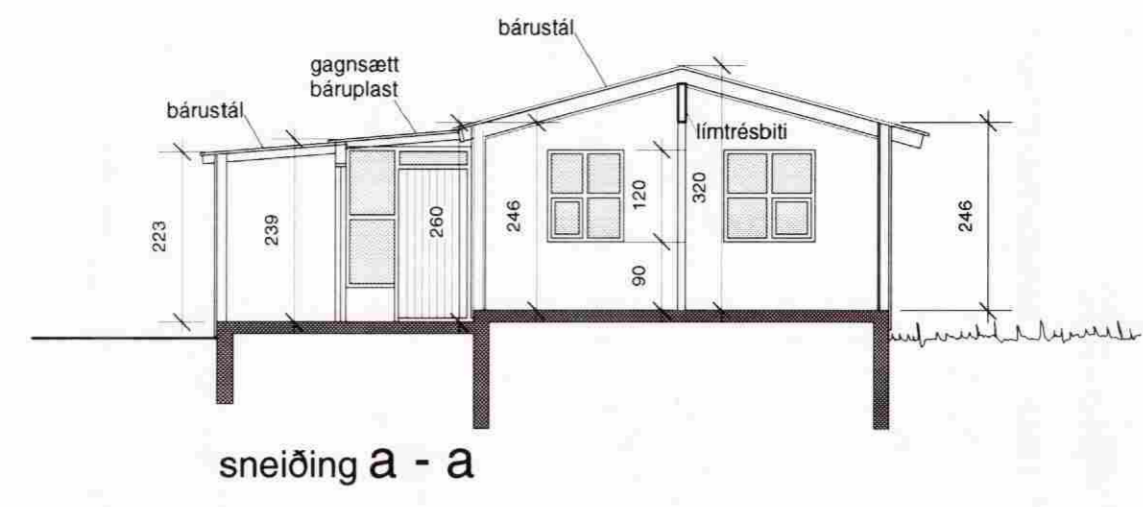 bárustál
gagnsætt
báruplast
bárustál
límtrésbiti
223
239
260
246
120
90
320
246
sneiðing a - a